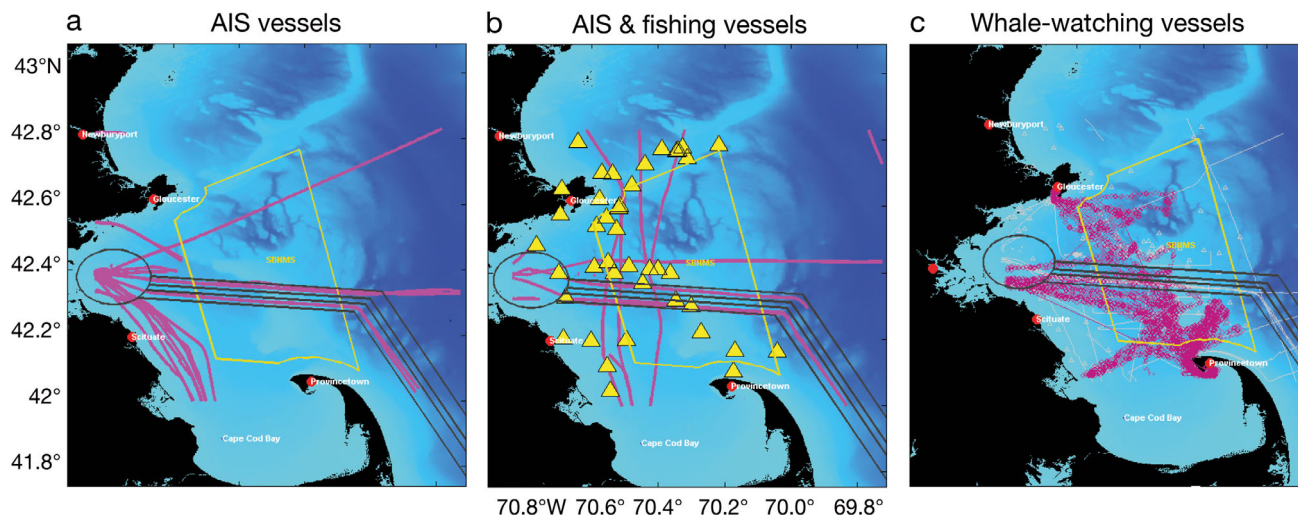 a AIS vessels
b AIS & fishing vessels
c Whale-watching vessels
43°N
42.8°
42.6°
42.4°
42.2°
42°
41.8°
Newburyport
Gloucester
SBNMS
Scituate
Provincetown
Cape Cod Bay
Newburyport
Gloucester
SBNMS
Scituate
Provincetown
Cape Cod Bay
Newburyport
Gloucester
SBNMS
Scituate
Provincetown
Cape Cod Bay
70.8°W 70.6° 70.4° 70.2° 70.0° 69.8°